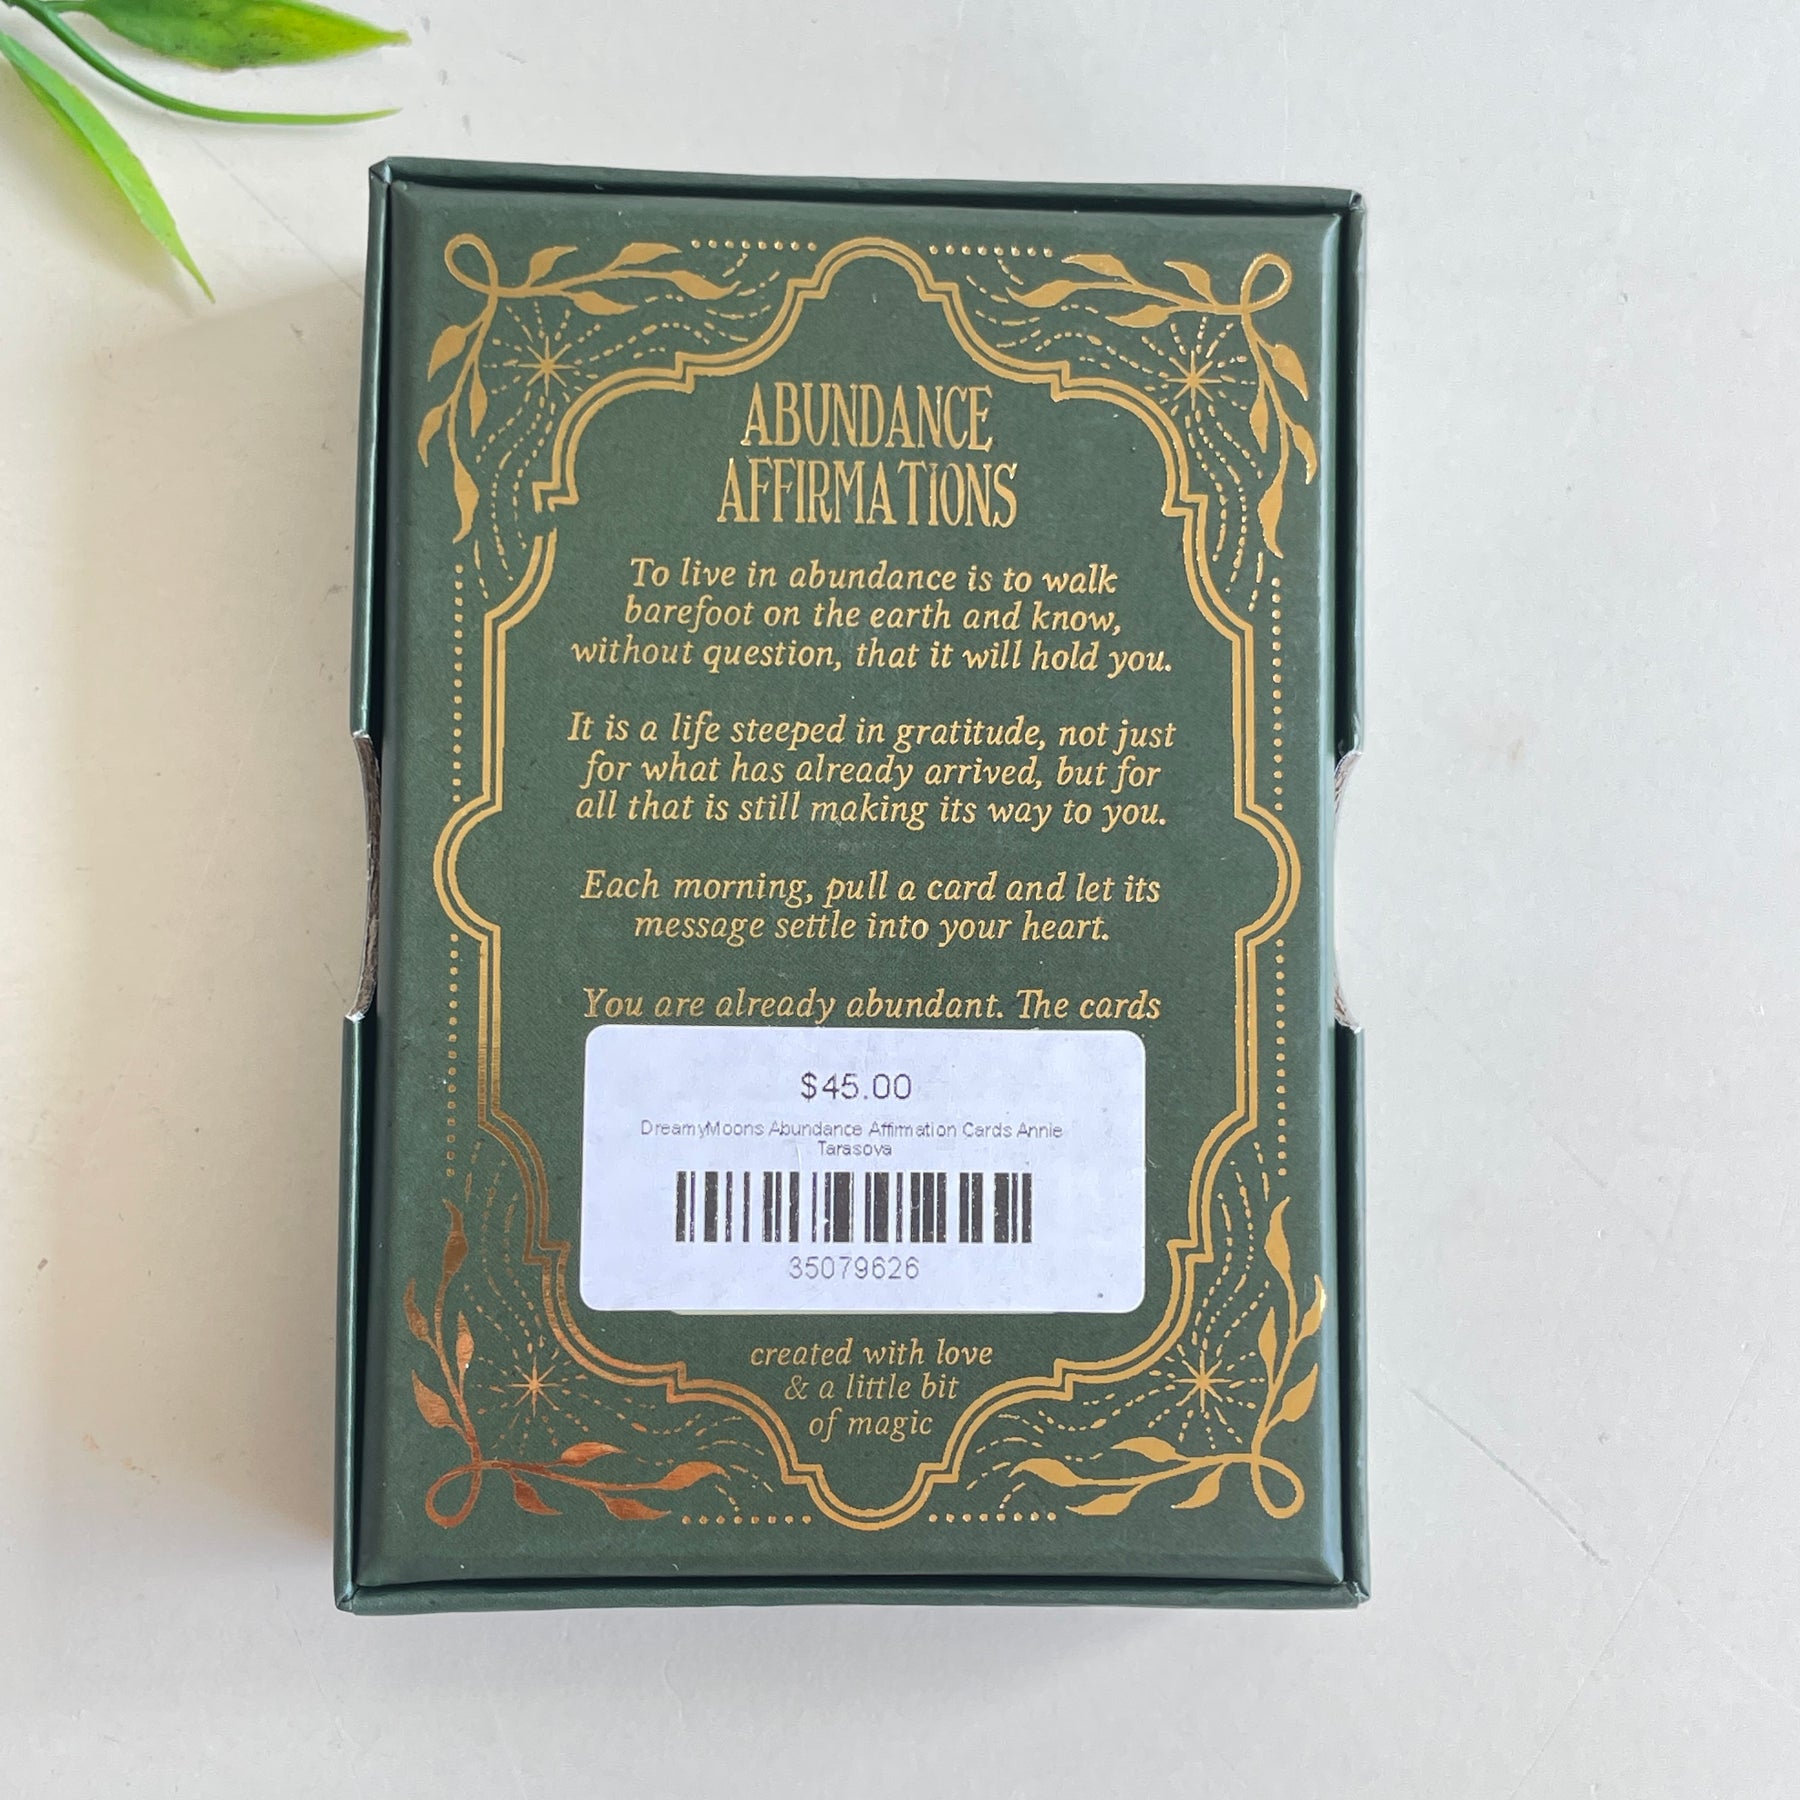 ABUNDANCE
AFFIRMATIONS
To live in abundance is to walk
barefoot on the earth and know,
without question, that it will hold you.
It is a life steeped in gratitude, not just
for what has already arrived, but for
all that is still making its way to you.
Each morning, pull a card and let its
message settle into your heart.
You are already abundant. The cards
$45.00
DreamyMoons Abundance Affirmation Cards Annie
Tarasova
35079626
created with love
& a little bit
of magic